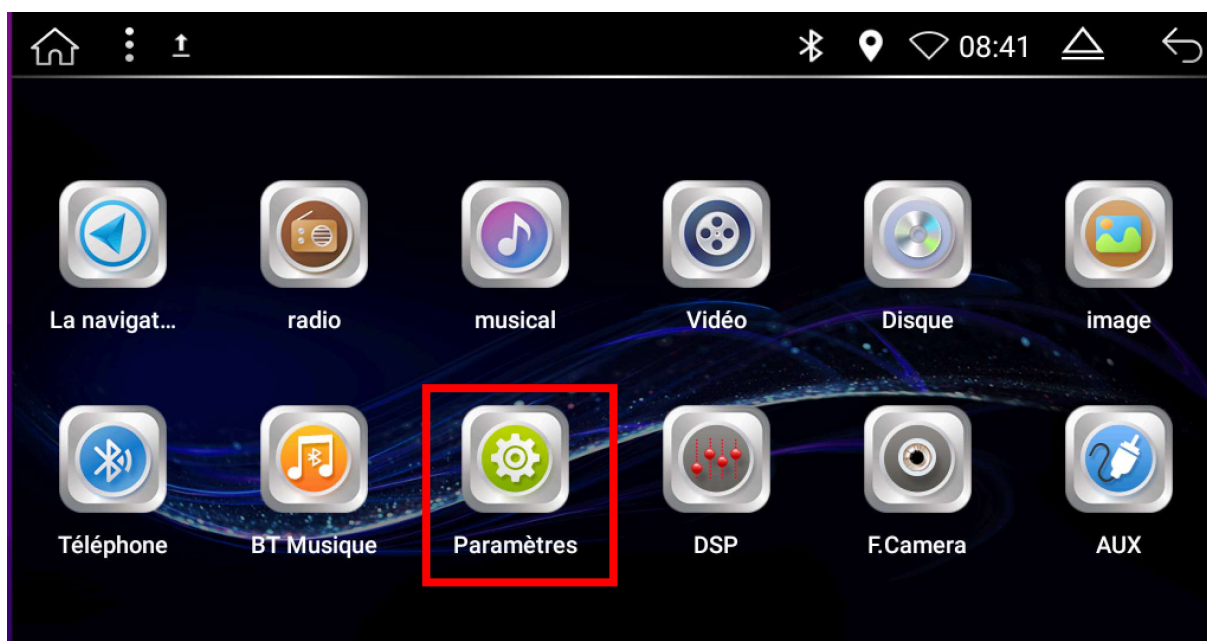 08:41
La navigat...
radio
musical
Vidéo
Disque
image
Téléphone
BT Musique
Paramètres
DSP
F.Camera
AUX